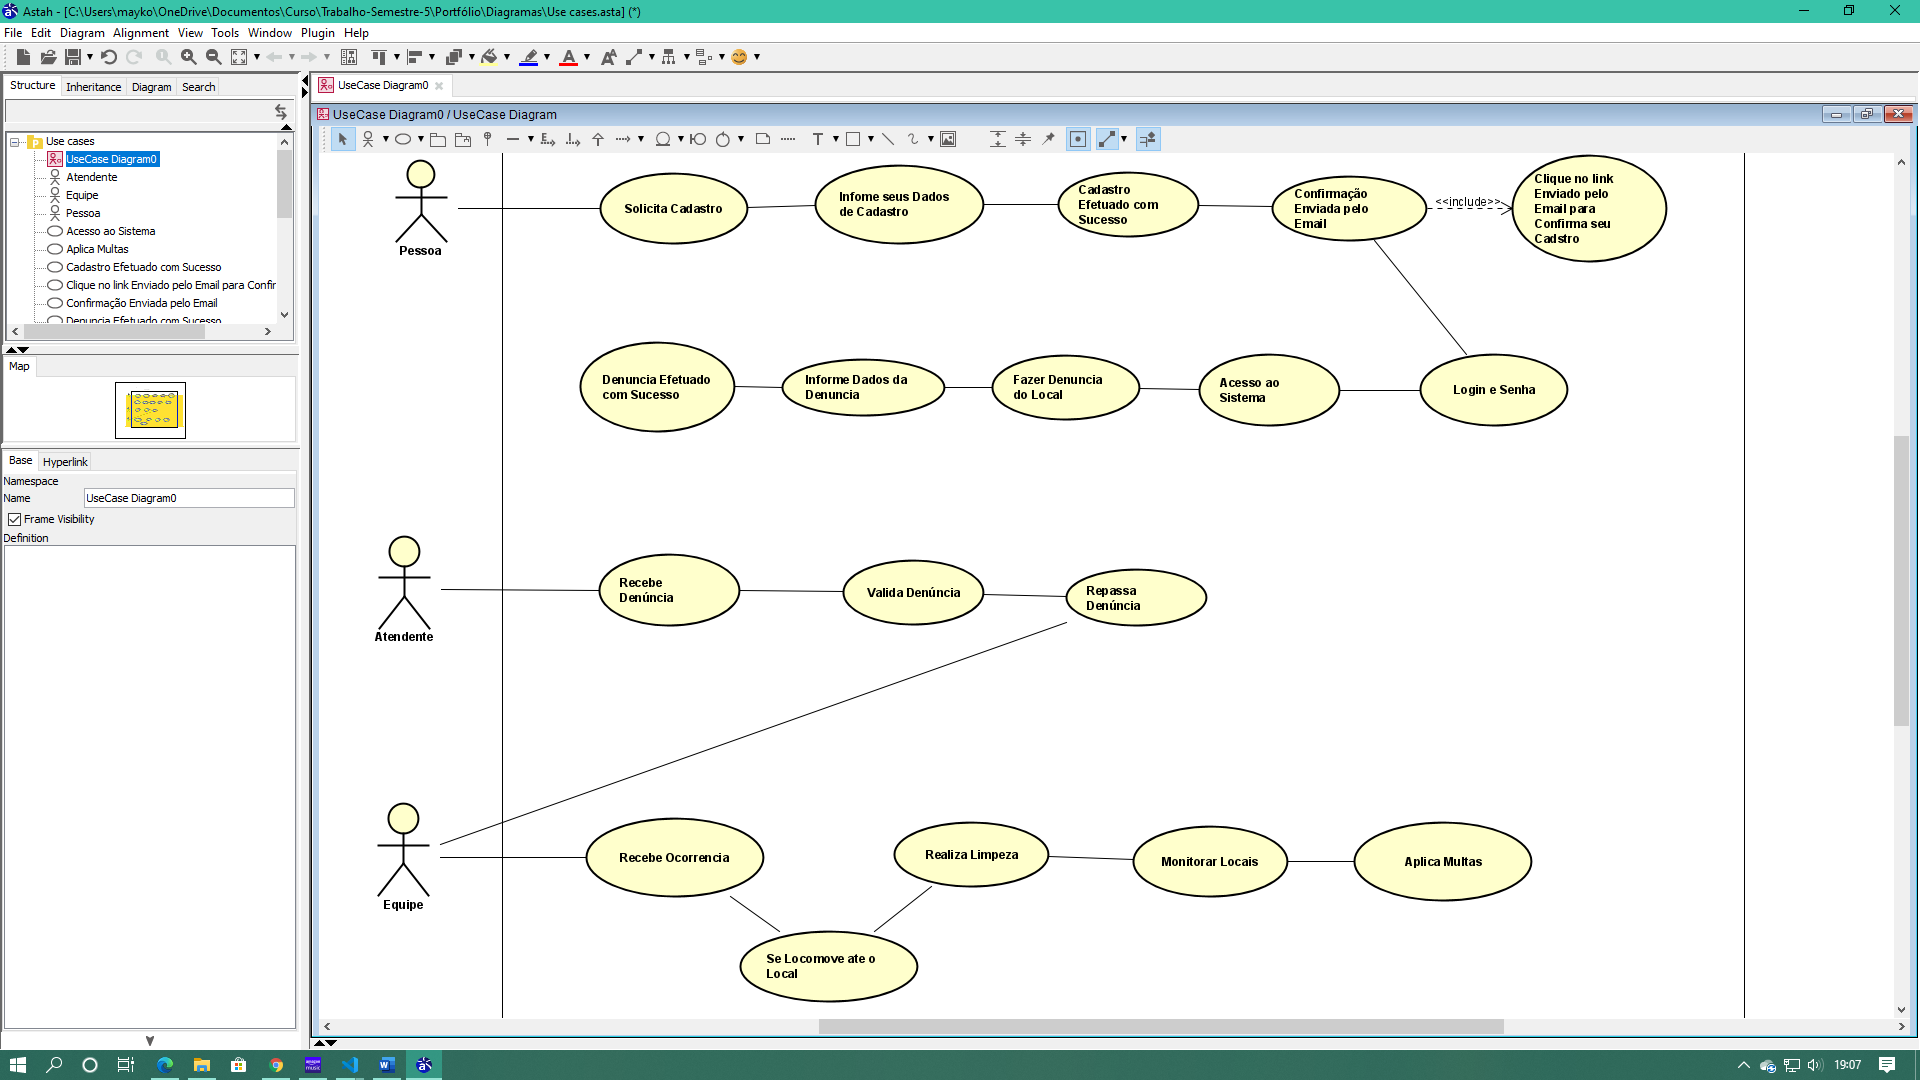 Astah - [C:\Users\mayko\OneDrive\Documentos\Curso\Trabalho-Semestre-5\Portfólio\Diagramas\Use cases.asta] (*)
File Edit Diagram Alignment View Tools Window Plugin Help
Structure Inheritance Diagram Search
Use cases
UseCase Diagram0
Atendente
Equipe
Pessoa
Acesso ao Sistema
Aplica Multas
Cadastro Efetuado com Sucesso
Clique no link Enviado pelo Email para Confir
Confirmação Enviada pelo Email
Denuncia Efetuado com Sucesso
Map
Base Hyperlink
Namespace
Name UseCase Diagram0
Frame Visibility
Definition
UseCase Diagram0
UseCase Diagram0 / UseCase Diagram
Pessoa
Solicita Cadastro
Infome seus Dados
de Cadastro
Cadastro
Efetuado com
Sucesso
Confirmação
Enviada pelo
Email
<<include>>
Clique no link
Enviado pelo
Email para
Confirma seu
Cadstro
Denuncia Efetuado
com Sucesso
Informe Dados da
Denuncia
Fazer Denuncia
do Local
Acesso ao
Sistema
Login e Senha
Atendente
Recebe
Denúncia
Valida Denúncia
Repassa
Denúncia
Equipe
Recebe Ocorrencia
Se Locomove ate o
Local
Realiza Limpeza
Monitorar Locais
Aplica Multas
19:07